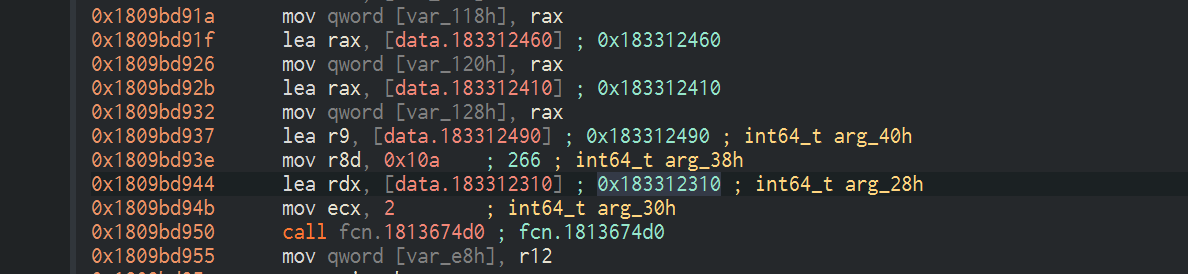 0x1809bd91a mov qword [var_118h], rax
0x1809bd91f lea rax, [data.183312460] ; 0x183312460
0x1809bd926 mov qword [var_120h], rax
0x1809bd92b lea rax, [data.183312410] ; 0x183312410
0x1809bd932 mov qword [var_128h], rax
0x1809bd937 lea r9, [data.183312490] ; 0x183312490 ; int64_t arg_40h
0x1809bd93e mov r8d, 0x10a ; 266 ; int64_t arg_38h
0x1809bd944 lea rdx, [data.183312310] ; 0x183312310 ; int64_t arg_28h
0x1809bd94b mov ecx, 2 ; int64_t arg_30h
0x1809bd950 call fcn.1813674d0 ; fcn.1813674d0
0x1809bd955 mov qword [var_e8h], r12